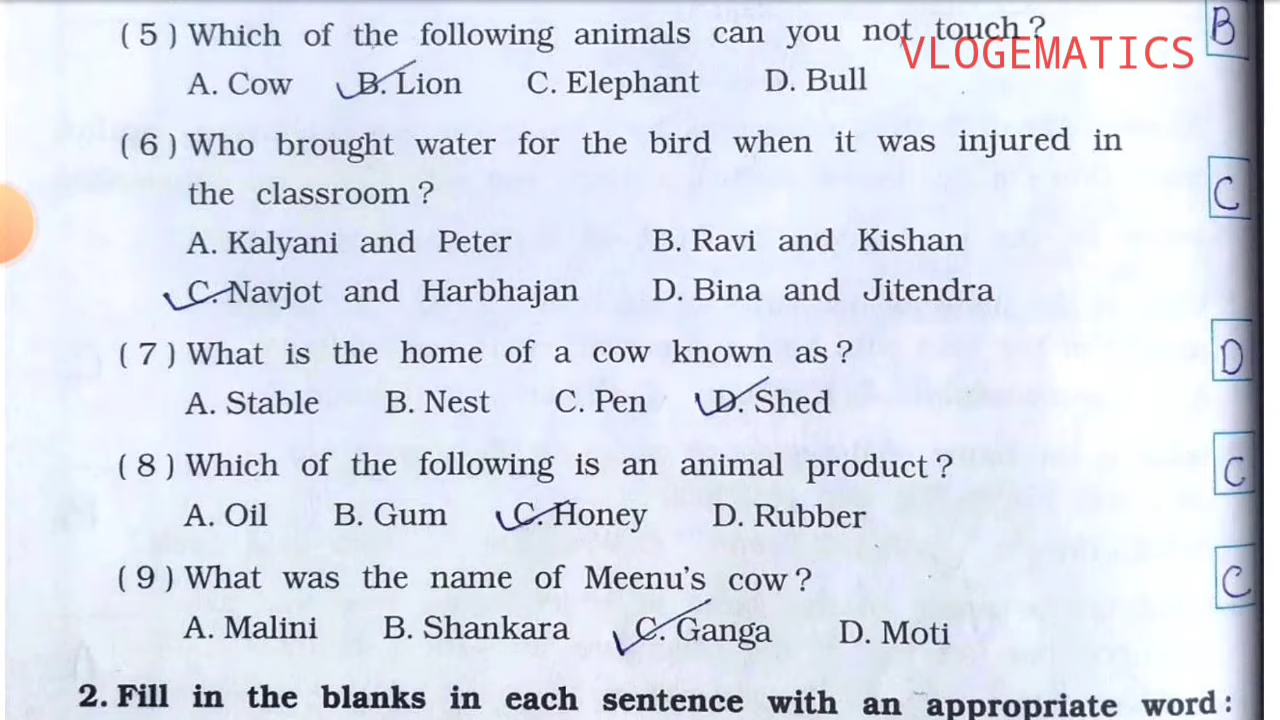 (5) Which of the following animals can you not touch?
B
VLOGEMATICS
A. Cow B. Lion C. Elephant D. Bull
(6) Who brought water for the bird when it was injured in
the classroom?
C
A. Kalyani and Peter B. Ravi and Kishan
C. Navjot and Harbhajan D. Bina and Jitendra
(7) What is the home of a cow known as?
D
A. Stable B. Nest C. Pen D. Shed
(8) Which of the following is an animal product?
C
A. Oil B. Gum C. Honey D. Rubber
(9) What was the name of Meenu's cow?
C
A. Malini B. Shankara C. Ganga D. Moti
2. Fill in the blanks in each sentence with an appropriate word: